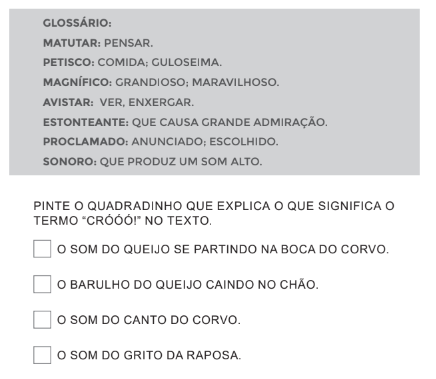 GLOSSÁRIO:
MATUTAR: PENSAR.
PETISCO: COMIDA; GULOSEIMA.
MAGNÍFICO: GRANDIOSO; MARAVILHOSO.
AVISTAR: VER, ENXERGAR.
ESTONTEANTE: QUE CAUSA GRANDE ADMIRAÇÃO.
PROCLAMADO: ANUNCIADO; ESCOLHIDO.
SONORO: QUE PRODUZ UM SOM ALTO.
PINTE O QUADRADINHO QUE EXPLICA O QUE SIGNIFICA O
TERMO “CRÓÓÓ!” NO TEXTO.
O SOM DO QUEIJO SE PARTINDO NA BOCA DO CORVO.
O BARULHO DO QUEIJO CAINDO NO CHÃO.
O SOM DO CANTO DO CORVO.
O SOM DO GRITO DA RAPOSA.